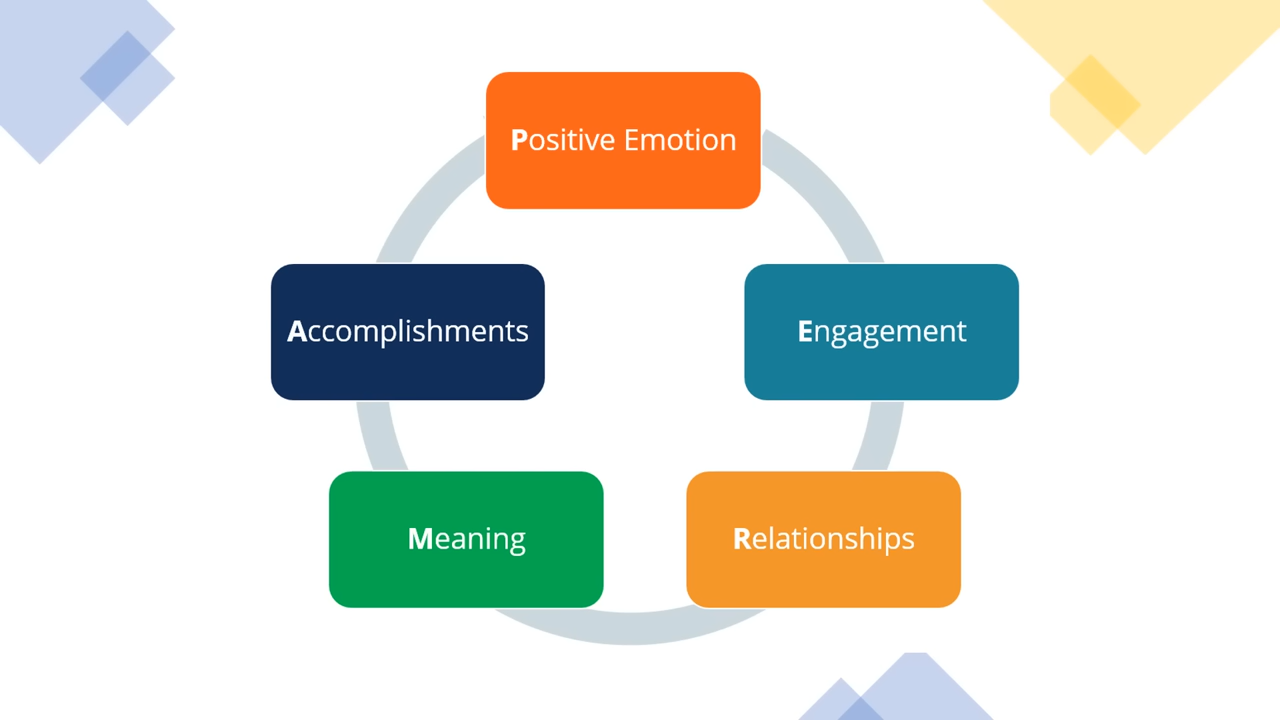 Positive Emotion
Accomplishments
Engagement
Meaning
Relationships